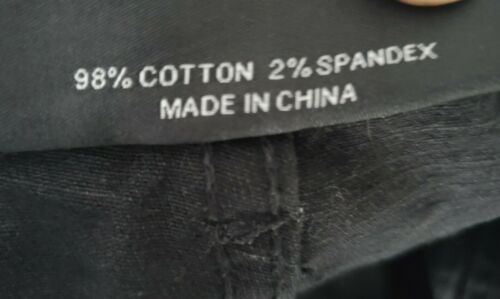 98% COTTON 2% SPANDEX
MADE IN CHINA